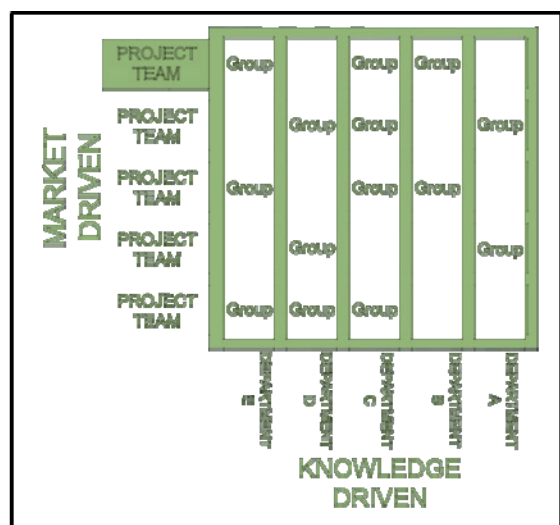 PROJECT
TEAM
Group Group Group
PROJECT
TEAM
Group Group Group
MARKET
DRIVEN
PROJECT
TEAM
Group Group Group
PROJECT
TEAM
Group Group
PROJECT
TEAM
Group Group Group
DEPARTMENT
E
DEPARTMENT
D
DEPARTMENT
C
DEPARTMENT
B
DEPARTMENT
A
KNOWLEDGE
DRIVEN